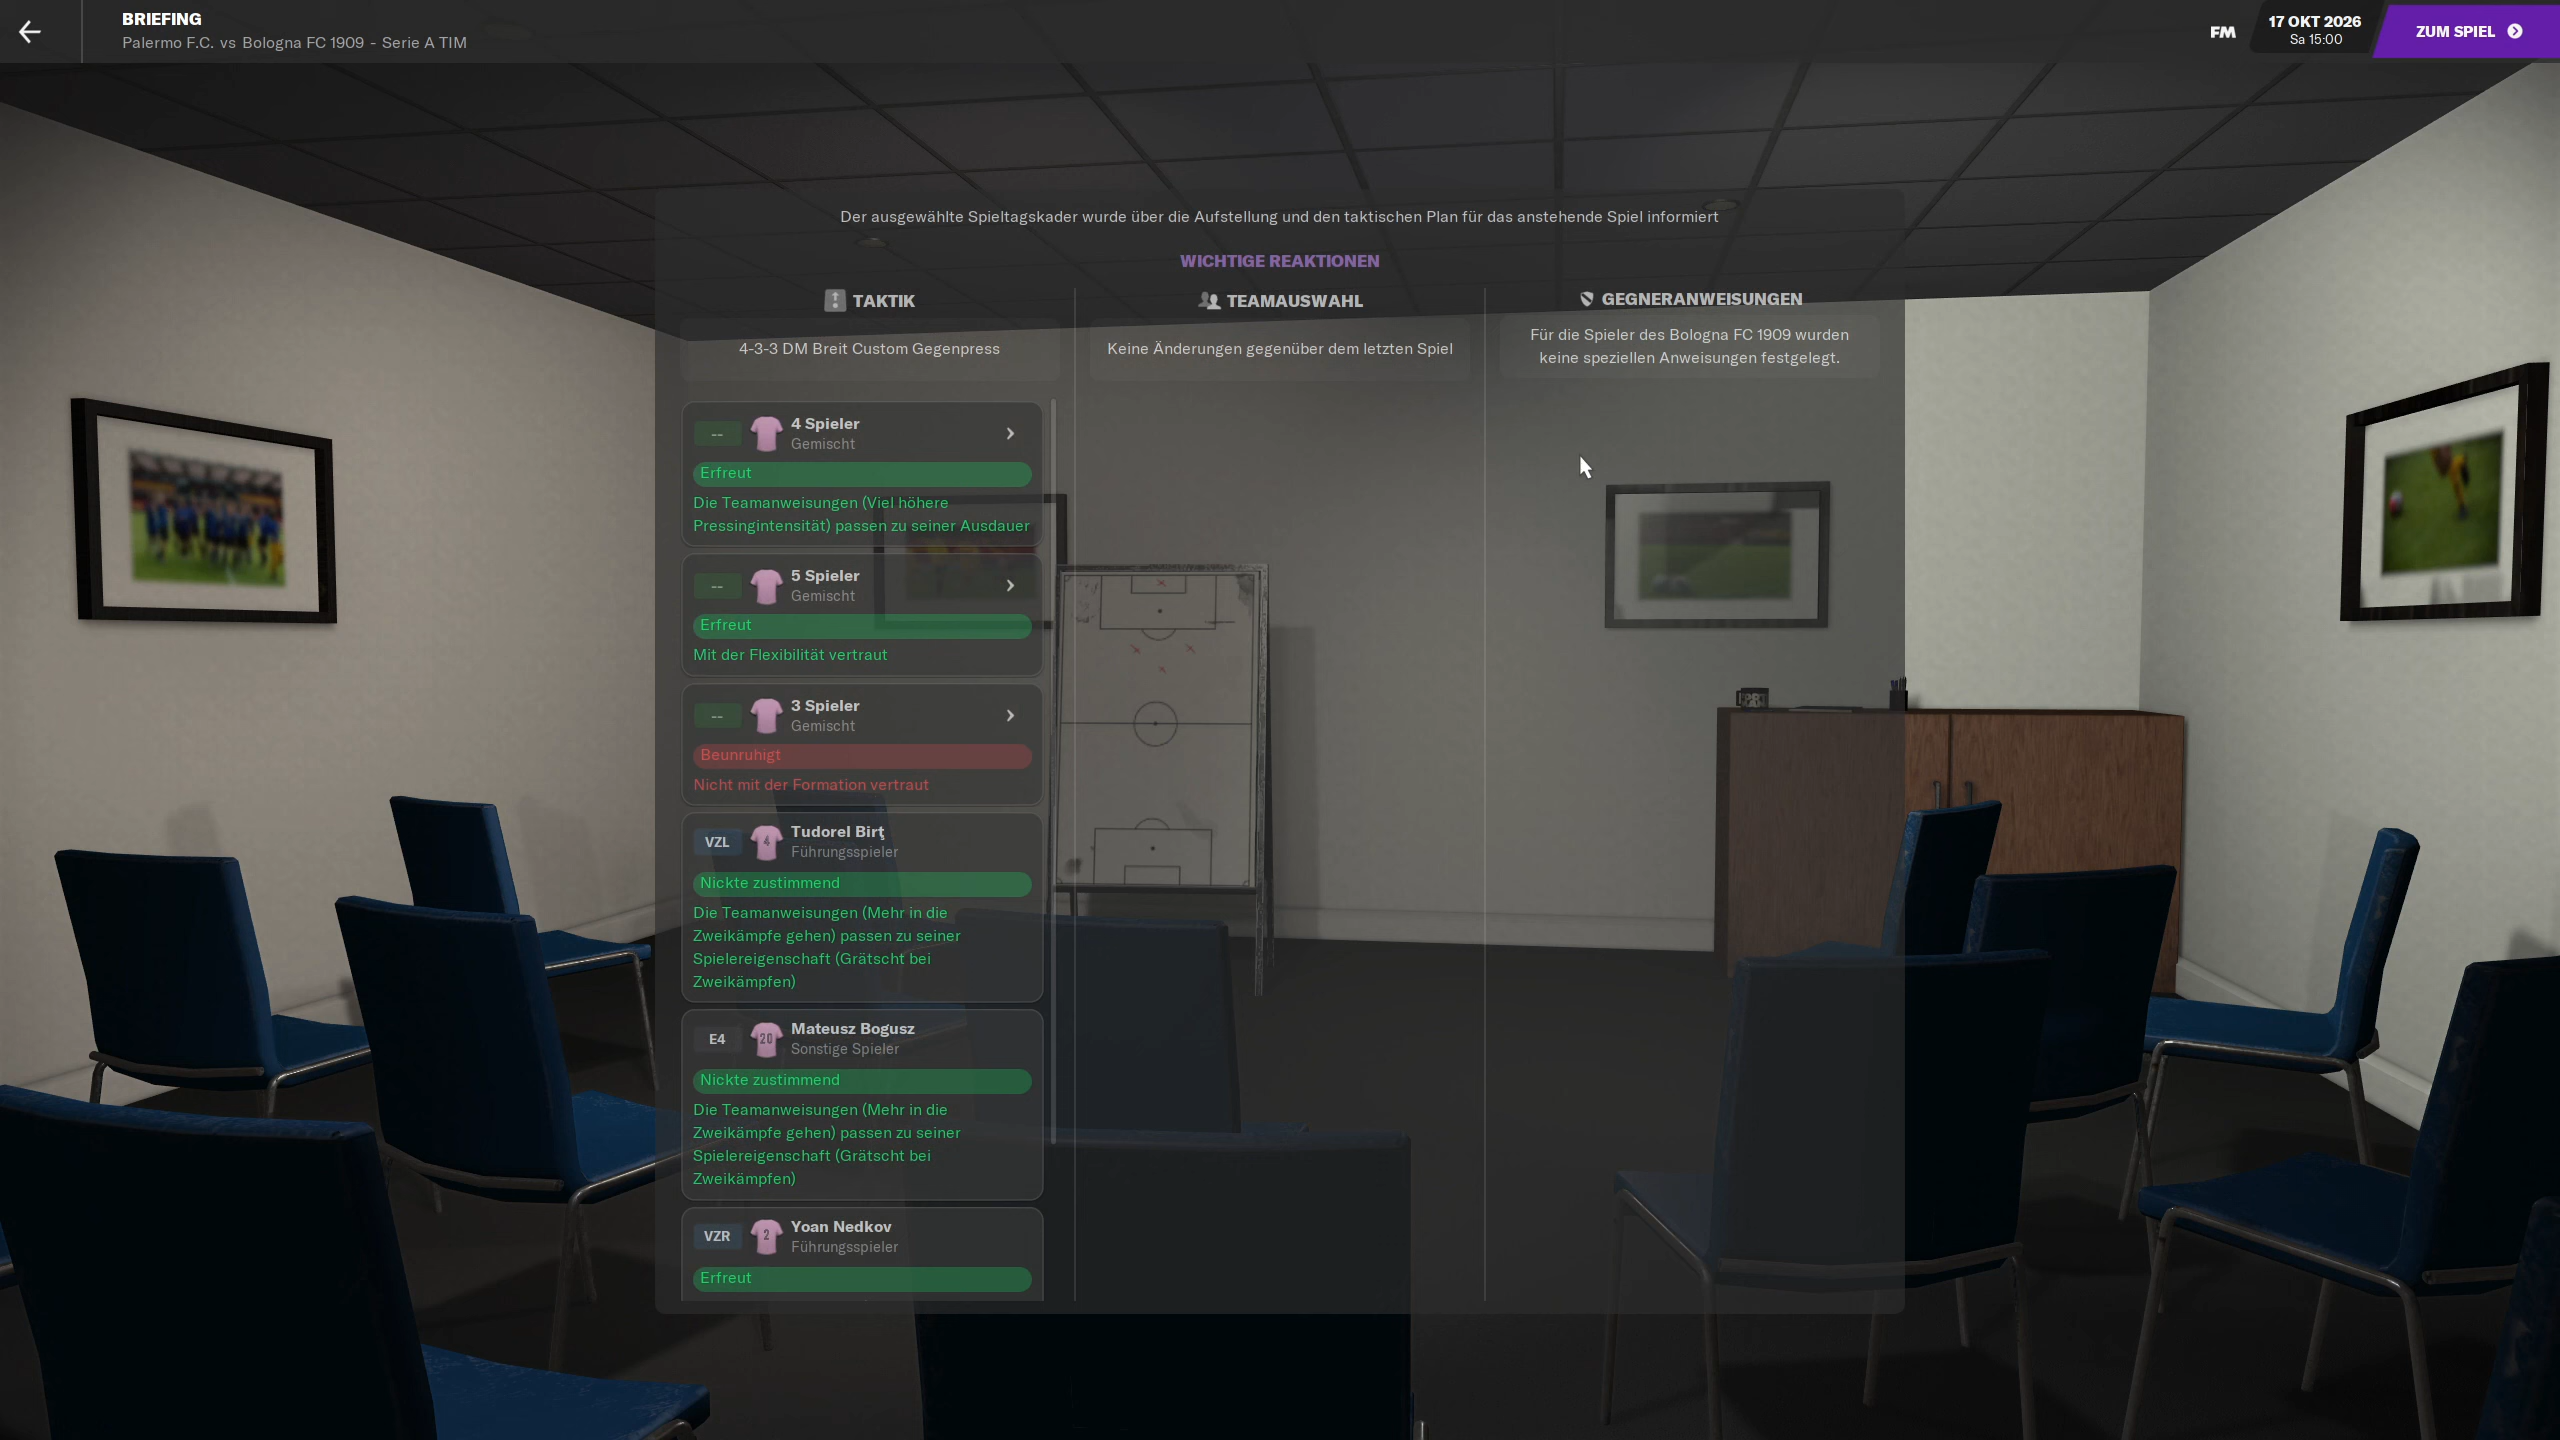 BRIEFING
Palermo F.C. vs Bologna FC 1909 - Serie A TIM
FM
17 OKT 2026
Sa 15:00
ZUM SPIEL
Der ausgewählte Spieltagskader wurde über die Aufstellung und den taktischen Plan für das anstehende Spiel informiert
WICHTIGE REAKTIONEN
TAKTIK
4-3-3 DM Breit Custom Gegenpress
-- 4 Spieler
Gemischt
Erfreut
Die Teamanweisungen (Viel höhere
Pressingintensität) passen zu seiner Ausdauer
-- 5 Spieler
Gemischt
Erfreut
Mit der Flexibilität vertraut
-- 3 Spieler
Gemischt
Beunruhigt
Nicht mit der Formation vertraut
VZL 4 Tudorel Birţ
Führungsspieler
Nickte zustimmend
Die Teamanweisungen (Mehr in die
Zweikämpfe gehen) passen zu seiner
Spielereigenschaft (Grätscht bei
Zweikämpfen)
E4 20 Mateusz Bogusz
Sonstige Spieler
Nickte zustimmend
Die Teamanweisungen (Mehr in die
Zweikämpfe gehen) passen zu seiner
Spielereigenschaft (Grätscht bei
Zweikämpfen)
VZR 2 Yoan Nedkov
Führungsspieler
Erfreut
TEAMAUSWAHL
Keine Änderungen gegenüber dem letzten Spiel
GEGNERANWEISUNGEN
Für die Spieler des Bologna FC 1909 wurden
keine speziellen Anweisungen festgelegt.